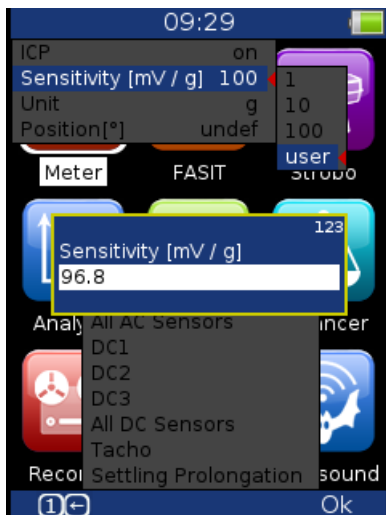 09:29
ICP on
Sensitivity [mV / g] 100
Unit g
Position[°] undef
1
10
100
user
Meter
FASIT
Strobo
123
Sensitivity [mV / g]
96.8
Analy
ncer
All AC Sensors
DC1
DC2
DC3
All DC Sensors
Tacho
Recor
sound
Settling Prolongation
1
Ok